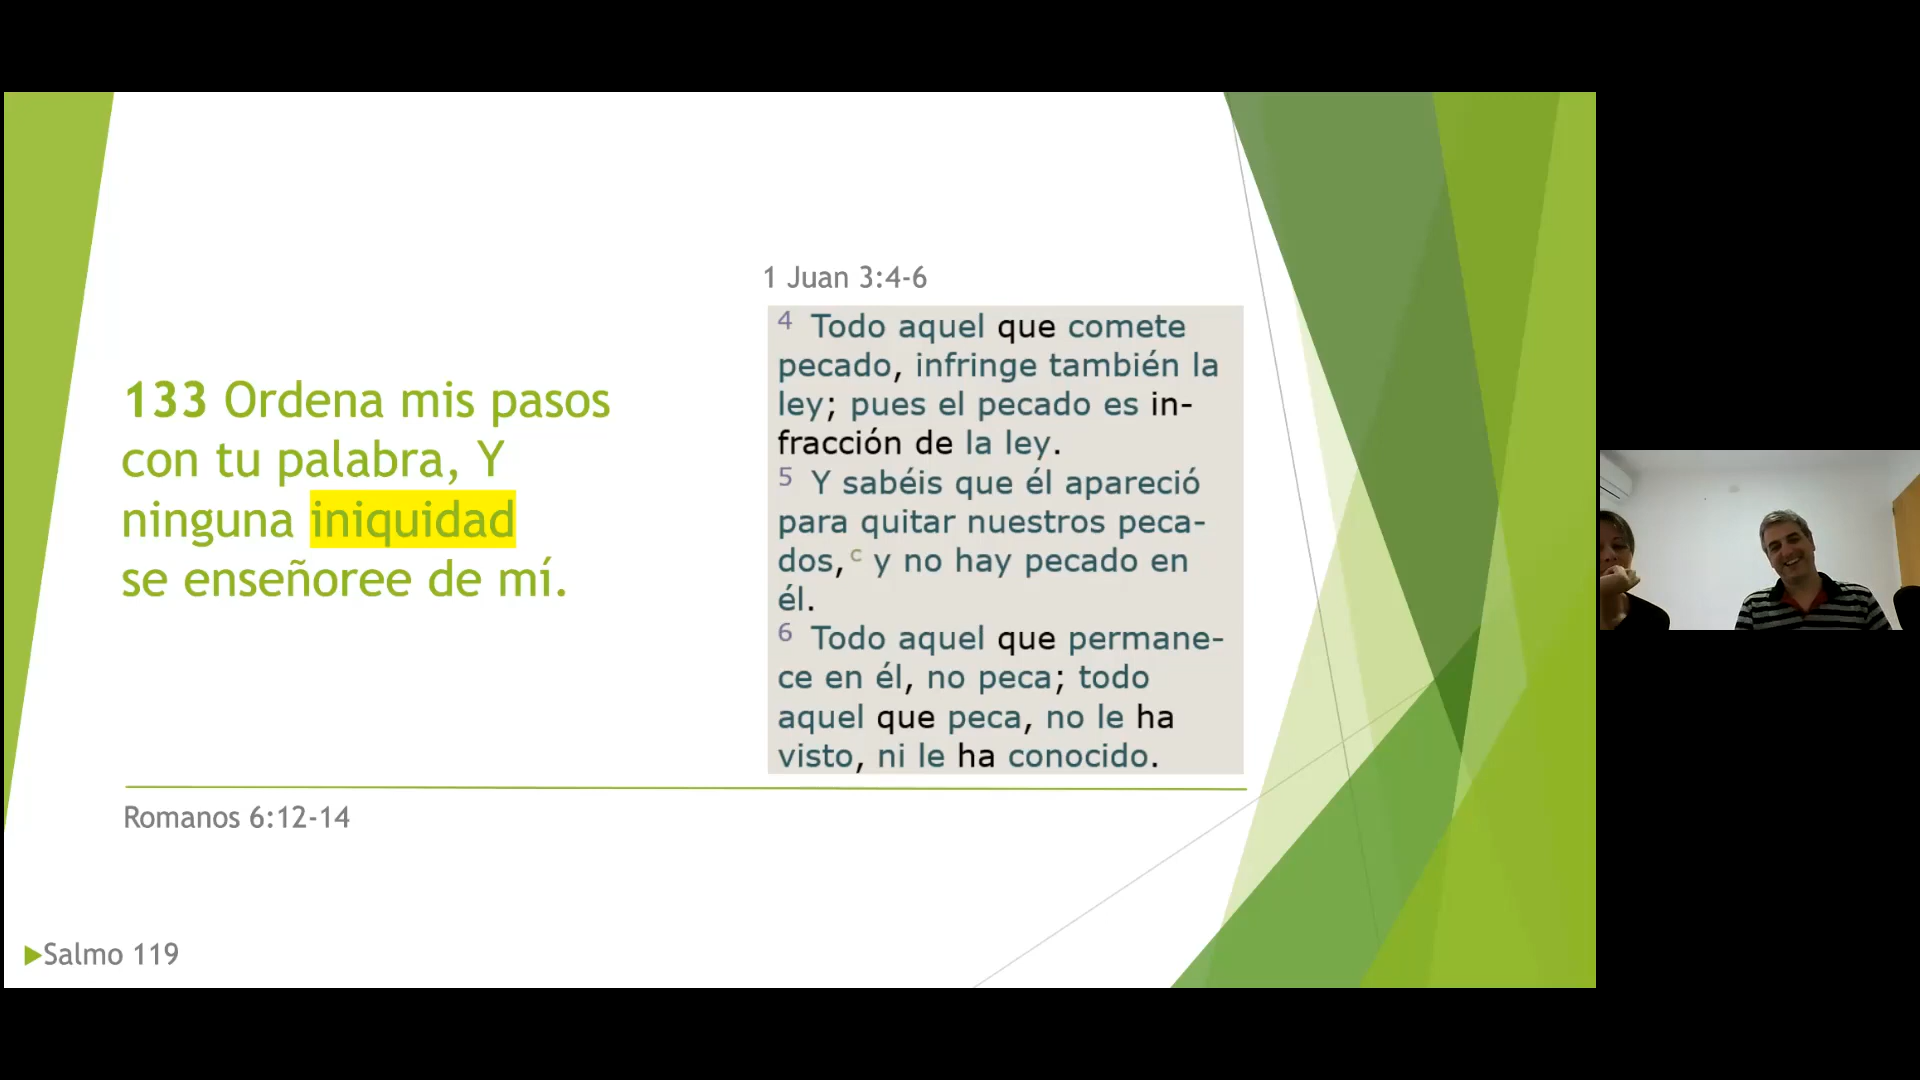 133 Ordena mis pasos
con tu palabra, Y
ninguna iniquidad
se enseñoree de mí.
1 Juan 3:4-6
4 Todo aquel que comete
pecado, infringe también la
ley; pues el pecado es in-
fracción de la ley.
5 Y sabéis que él apareció
para quitar nuestros peca-
dos,c y no hay pecado en
él.
6 Todo aquel que permane-
ce en él, no peca; todo
aquel que peca, no le ha
visto, ni le ha conocido.
Romanos 6:12-14
Salmo 119